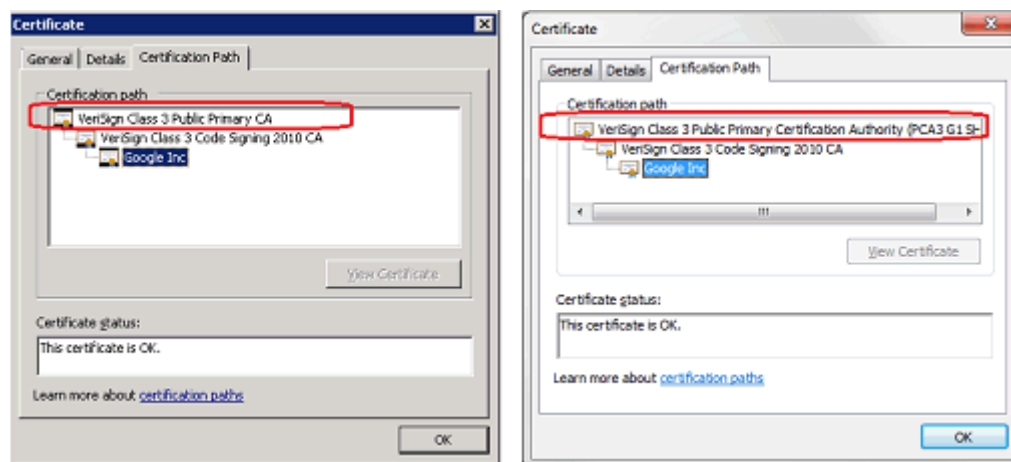 Certificate
General Details Certification Path
Certification path
VeriSign Class 3 Public Primary CA
VeriSign Class 3 Code Signing 2010 CA
Google Inc
View Certificate
Certificate status:
This certificate is OK.
Learn more about certification paths
OK
Certificate
General Details Certification Path
Certification path
VeriSign Class 3 Public Primary Certification Authority (PCA3 G1 SH
VeriSign Class 3 Code Signing 2010 CA
Google Inc
View Certificate
Certificate status:
This certificate is OK.
Learn more about certification paths
OK